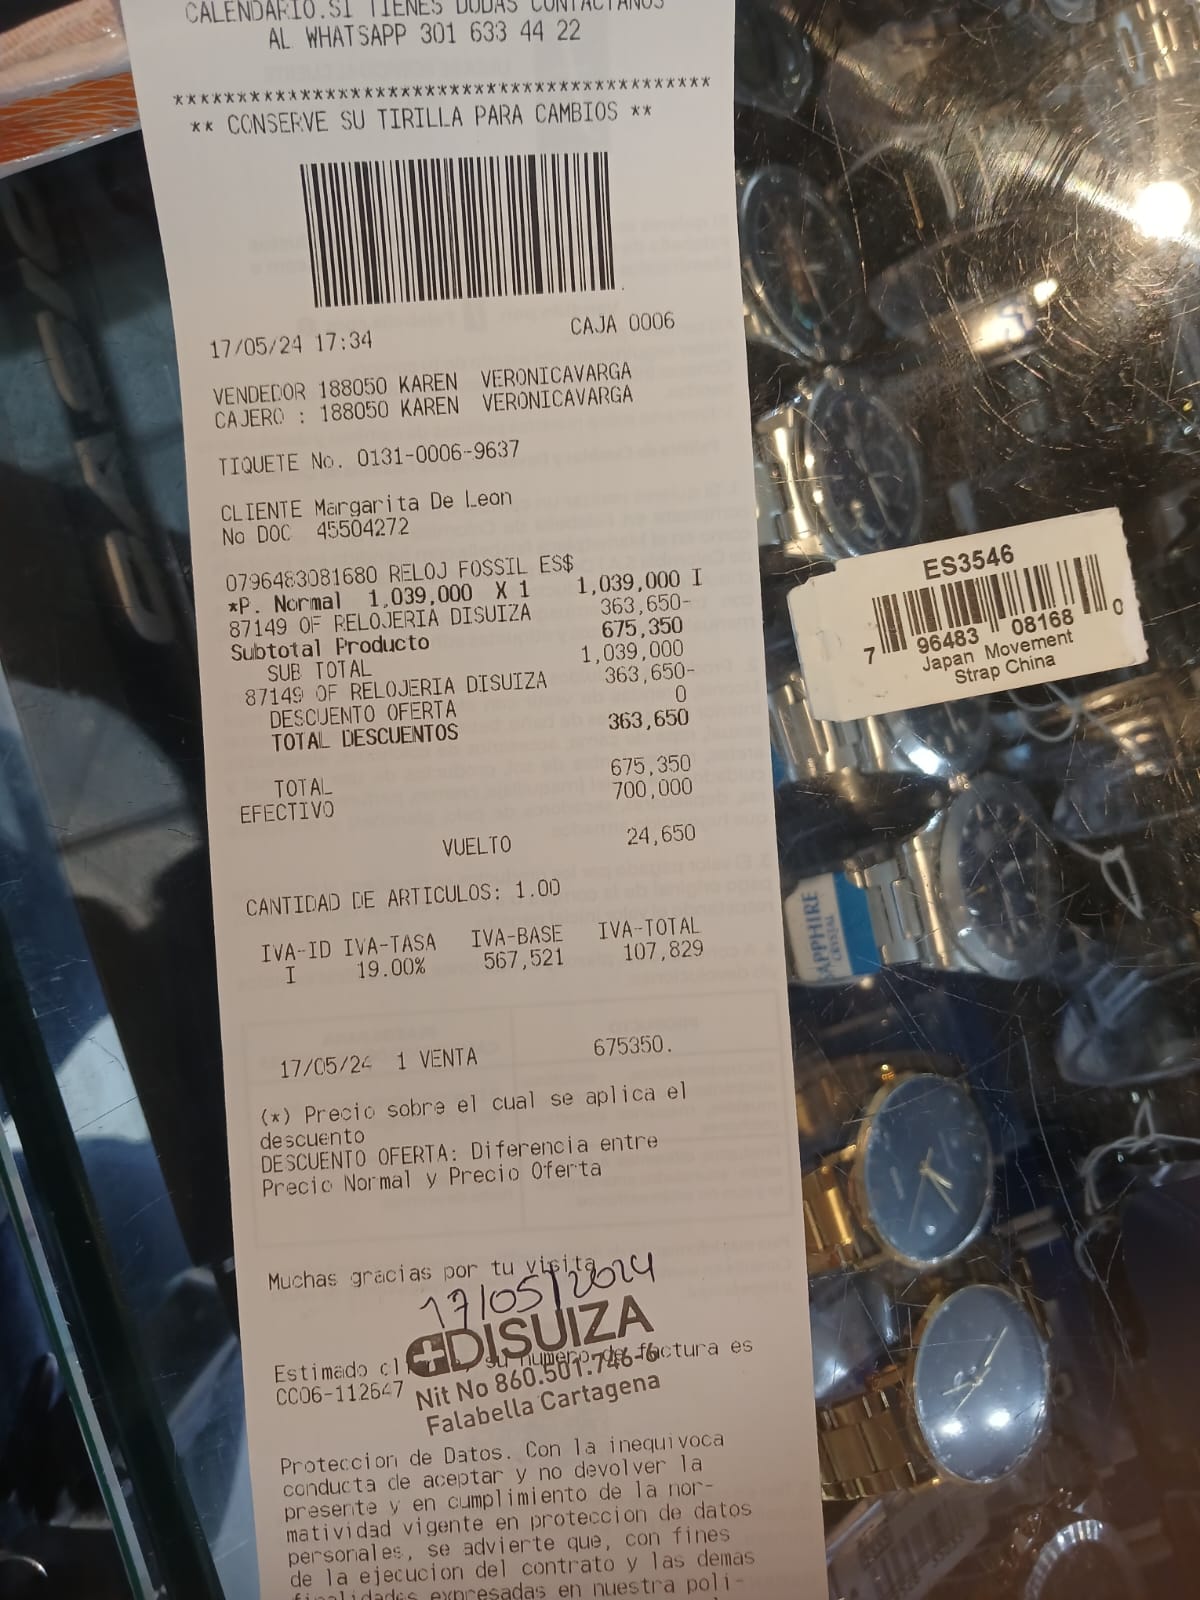 CALENDARIO.SI TIENES DUDAS CONTACTANOS
AL WHATSAPP 301 633 44 22
****************************************
** CONSERVE SU TIRILLA PARA CAMBIOS **
17/05/24 17:34 CAJA 0006
VENDEDOR 188050 KAREN VERONICAVARGA
CAJERO : 188050 KAREN VERONICAVARGA
TIQUETE No. 0131-0006-9637
CLIENTE Margarita De Leon
No DOC 45504272
0796483081680 RELOJ FOSSIL ES$
*P. Normal 1,039,000 X 1 1,039,000 I
87149 OF RELOJERIA DISUIZA 363,650-
Subtotal Producto 675,350
SUB TOTAL 1,039,000
87149 OF RELOJERIA DISUIZA 363,650-
DESCUENTO OFERTA 0
TOTAL DESCUENTOS 363,650
TOTAL 675,350
EFECTIVO 700,000
VUELTO 24,650
CANTIDAD DE ARTICULOS: 1.00
IVA-ID IVA-TASA IVA-BASE IVA-TOTAL
I 19.00% 567,521 107,829
17/05/24 1 VENTA 675350.
(*) Precio sobre el cual se aplica el
descuento
DESCUENTO OFERTA: Diferencia entre
Precio Normal y Precio Oferta
Muchas gracias por tu visita
17/05/2024
DISUIZA
Estimado su numero de factura es
CC06-112647
Nit No 860.501.746-6
Falabella Cartagena
Proteccion de Datos. Con la inequivoca
conducta de aceptar y no devolver la
presente y en cumplimiento de la nor-
matividad vigente en proteccion de datos
personales, se advierte que, con fines
de la ejecucion del contrato y las demas
finalidades expresadas en nuestra poli-
ES3546
7 96483 08168 0
Japan Movement
Strap China
SAPPHIRE
CRYSTAL